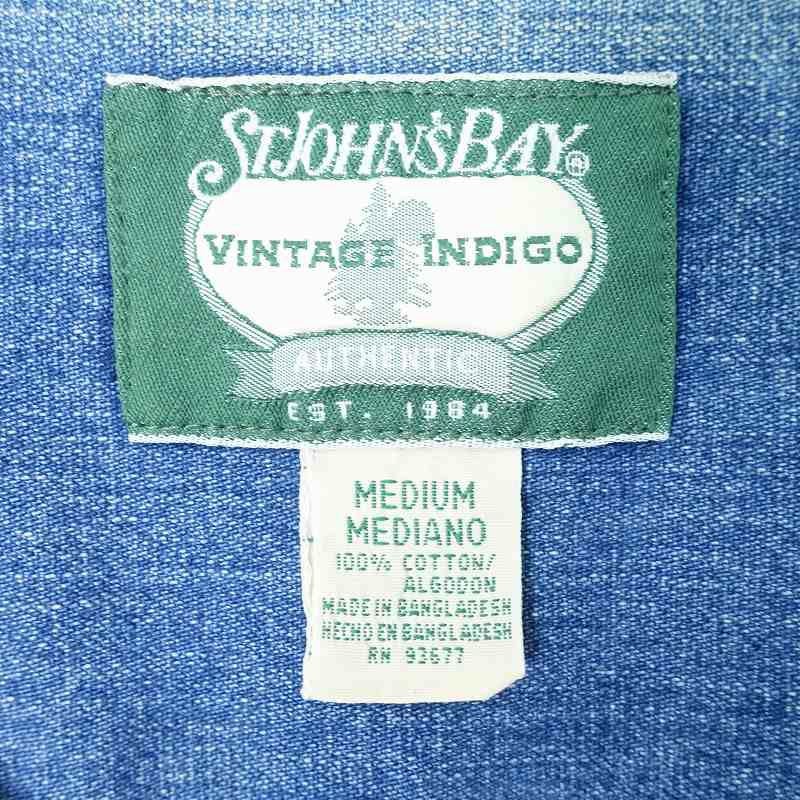 ST.JOHN'S BAY®
VINTAGE INDIGO
AUTHENTIC
EST. 1984
MEDIUM
MEDIANO
100% COTTON/
ALGODON
MADE IN BANGLADESH
HECHO EN BANGLADESH
RN 93677